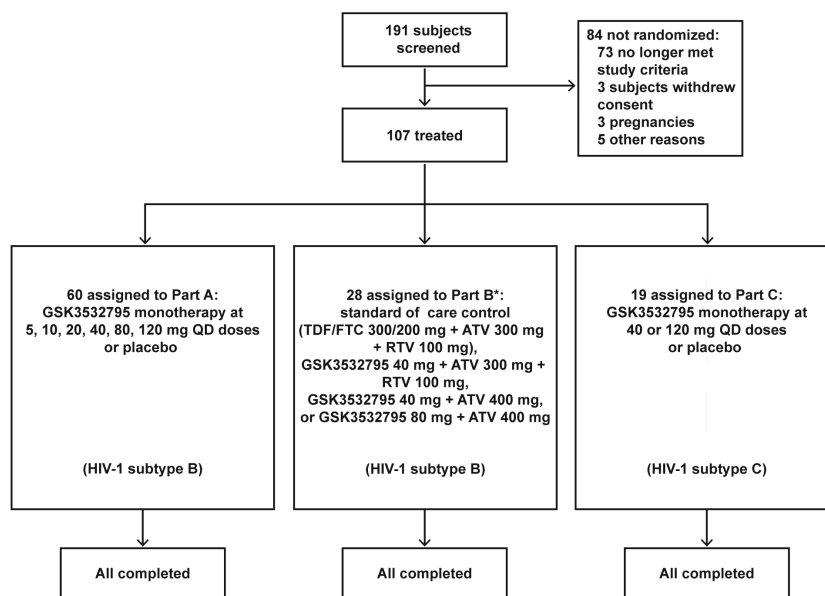 191 subjects
screened
84 not randomized:
73 no longer met
study criteria
3 subjects withdrew
consent
3 pregnancies
5 other reasons
107 treated
60 assigned to Part A:
GSK3532795 monotherapy at
5, 10, 20, 40, 80, 120 mg QD doses
or placebo
(HIV-1 subtype B)
28 assigned to Part B*:
standard of care control
(TDF/FTC 300/200 mg + ATV 300 mg
+ RTV 100 mg),
GSK3532795 40 mg + ATV 300 mg +
RTV 100 mg,
GSK3532795 40 mg + ATV 400 mg,
or GSK3532795 80 mg + ATV 400 mg
(HIV-1 subtype B)
19 assigned to Part C:
GSK3532795 monotherapy at
40 or 120 mg QD doses
or placebo
(HIV-1 subtype C)
All completed
All completed
All completed